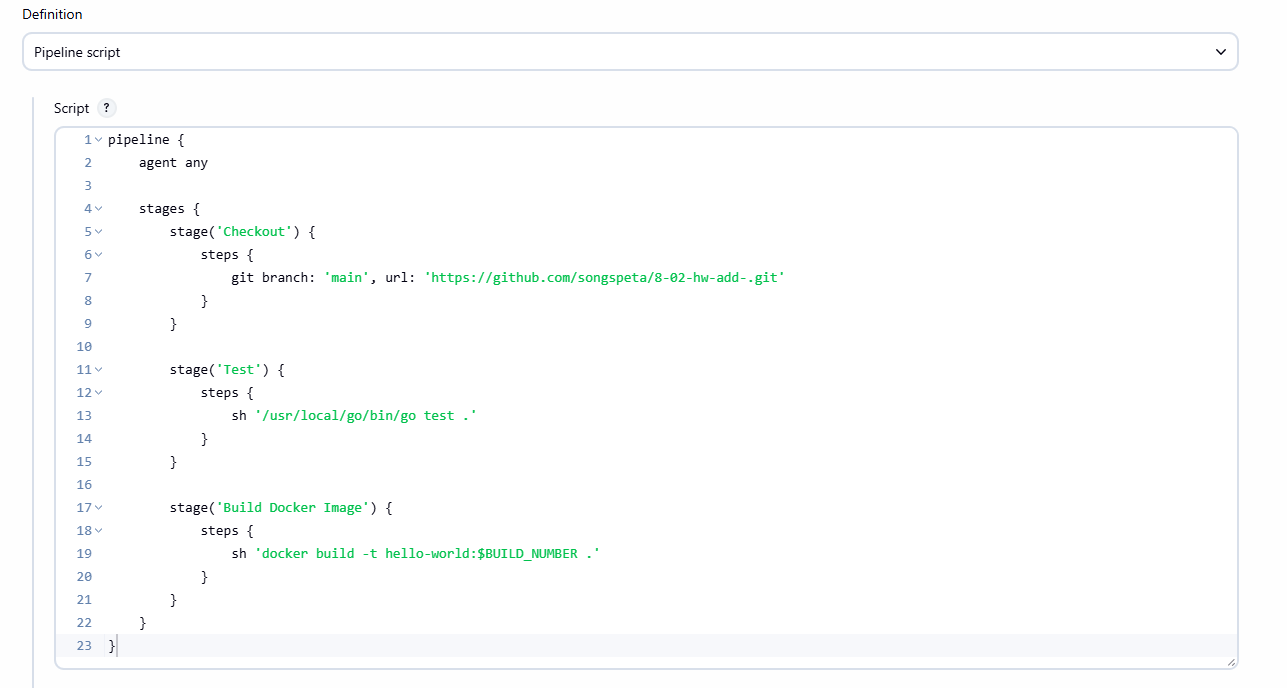 Definition
Pipeline script
Script ?
1 pipeline {
2     agent any
3
4     stages {
5         stage('Checkout') {
6             steps {
7                 git branch: 'main', url: 'https://github.com/songspeta/8-02-hw-add-.git'
8             }
9         }
10
11         stage('Test') {
12             steps {
13                 sh '/usr/local/go/bin/go test .'
14             }
15         }
16
17         stage('Build Docker Image') {
18             steps {
19                 sh 'docker build -t hello-world:$BUILD_NUMBER .'
20             }
21         }
22     }
23 }